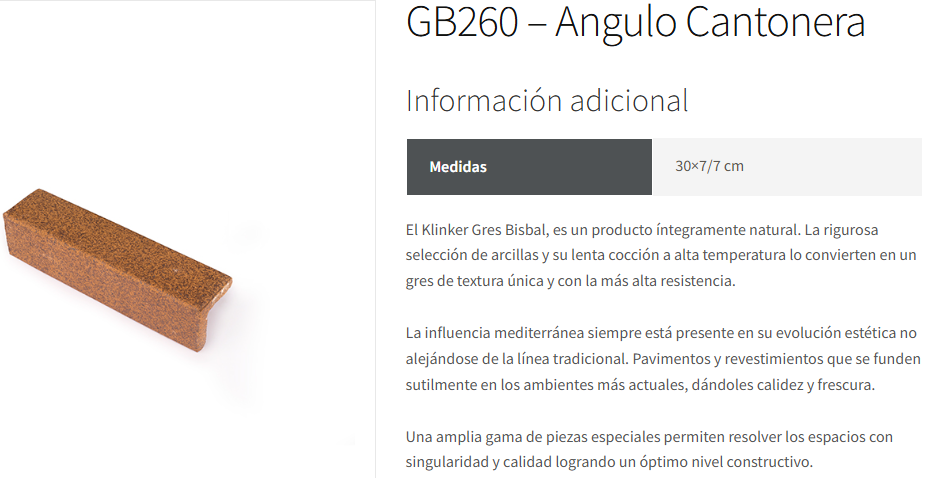 GB260 – Angulo Cantonera
Información adicional
Medidas 30×7/7 cm
El Klinker Gres Bisbal, es un producto íntegramente natural. La rigurosa
selección de arcillas y su lenta cocción a alta temperatura lo convierten en un
gres de textura única y con la más alta resistencia.
La influencia mediterránea siempre está presente en su evolución estética no
alejándose de la línea tradicional. Pavimentos y revestimientos que se funden
sutilmente en los ambientes más actuales, dándoles calidez y frescura.
Una amplia gama de piezas especiales permiten resolver los espacios con
singularidad y calidad logrando un óptimo nivel constructivo.